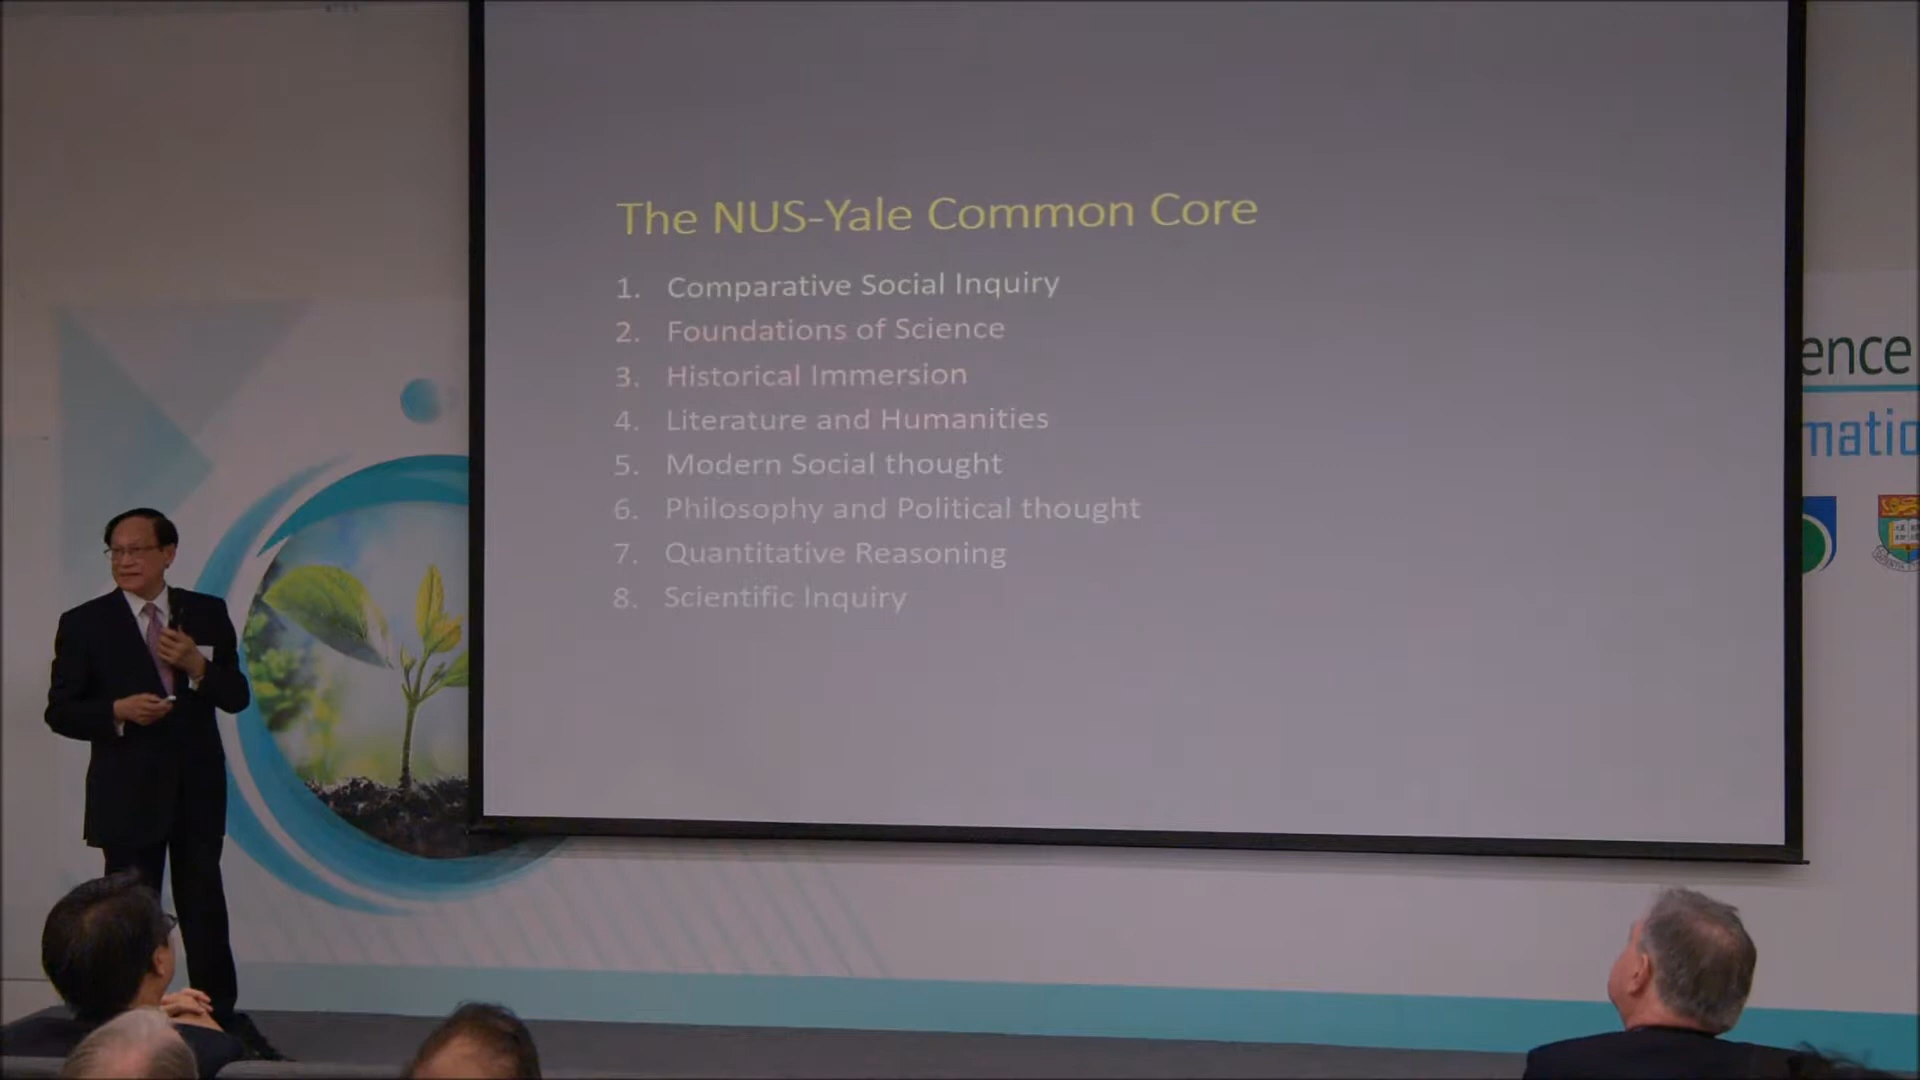 The NUS-Yale Common Core
1. Comparative Social Inquiry
2. Foundations of Science
3. Historical Immersion
4. Literature and Humanities
5. Modern Social thought
6. Philosophy and Political thought
7. Quantitative Reasoning
8. Scientific Inquiry
ence
matio